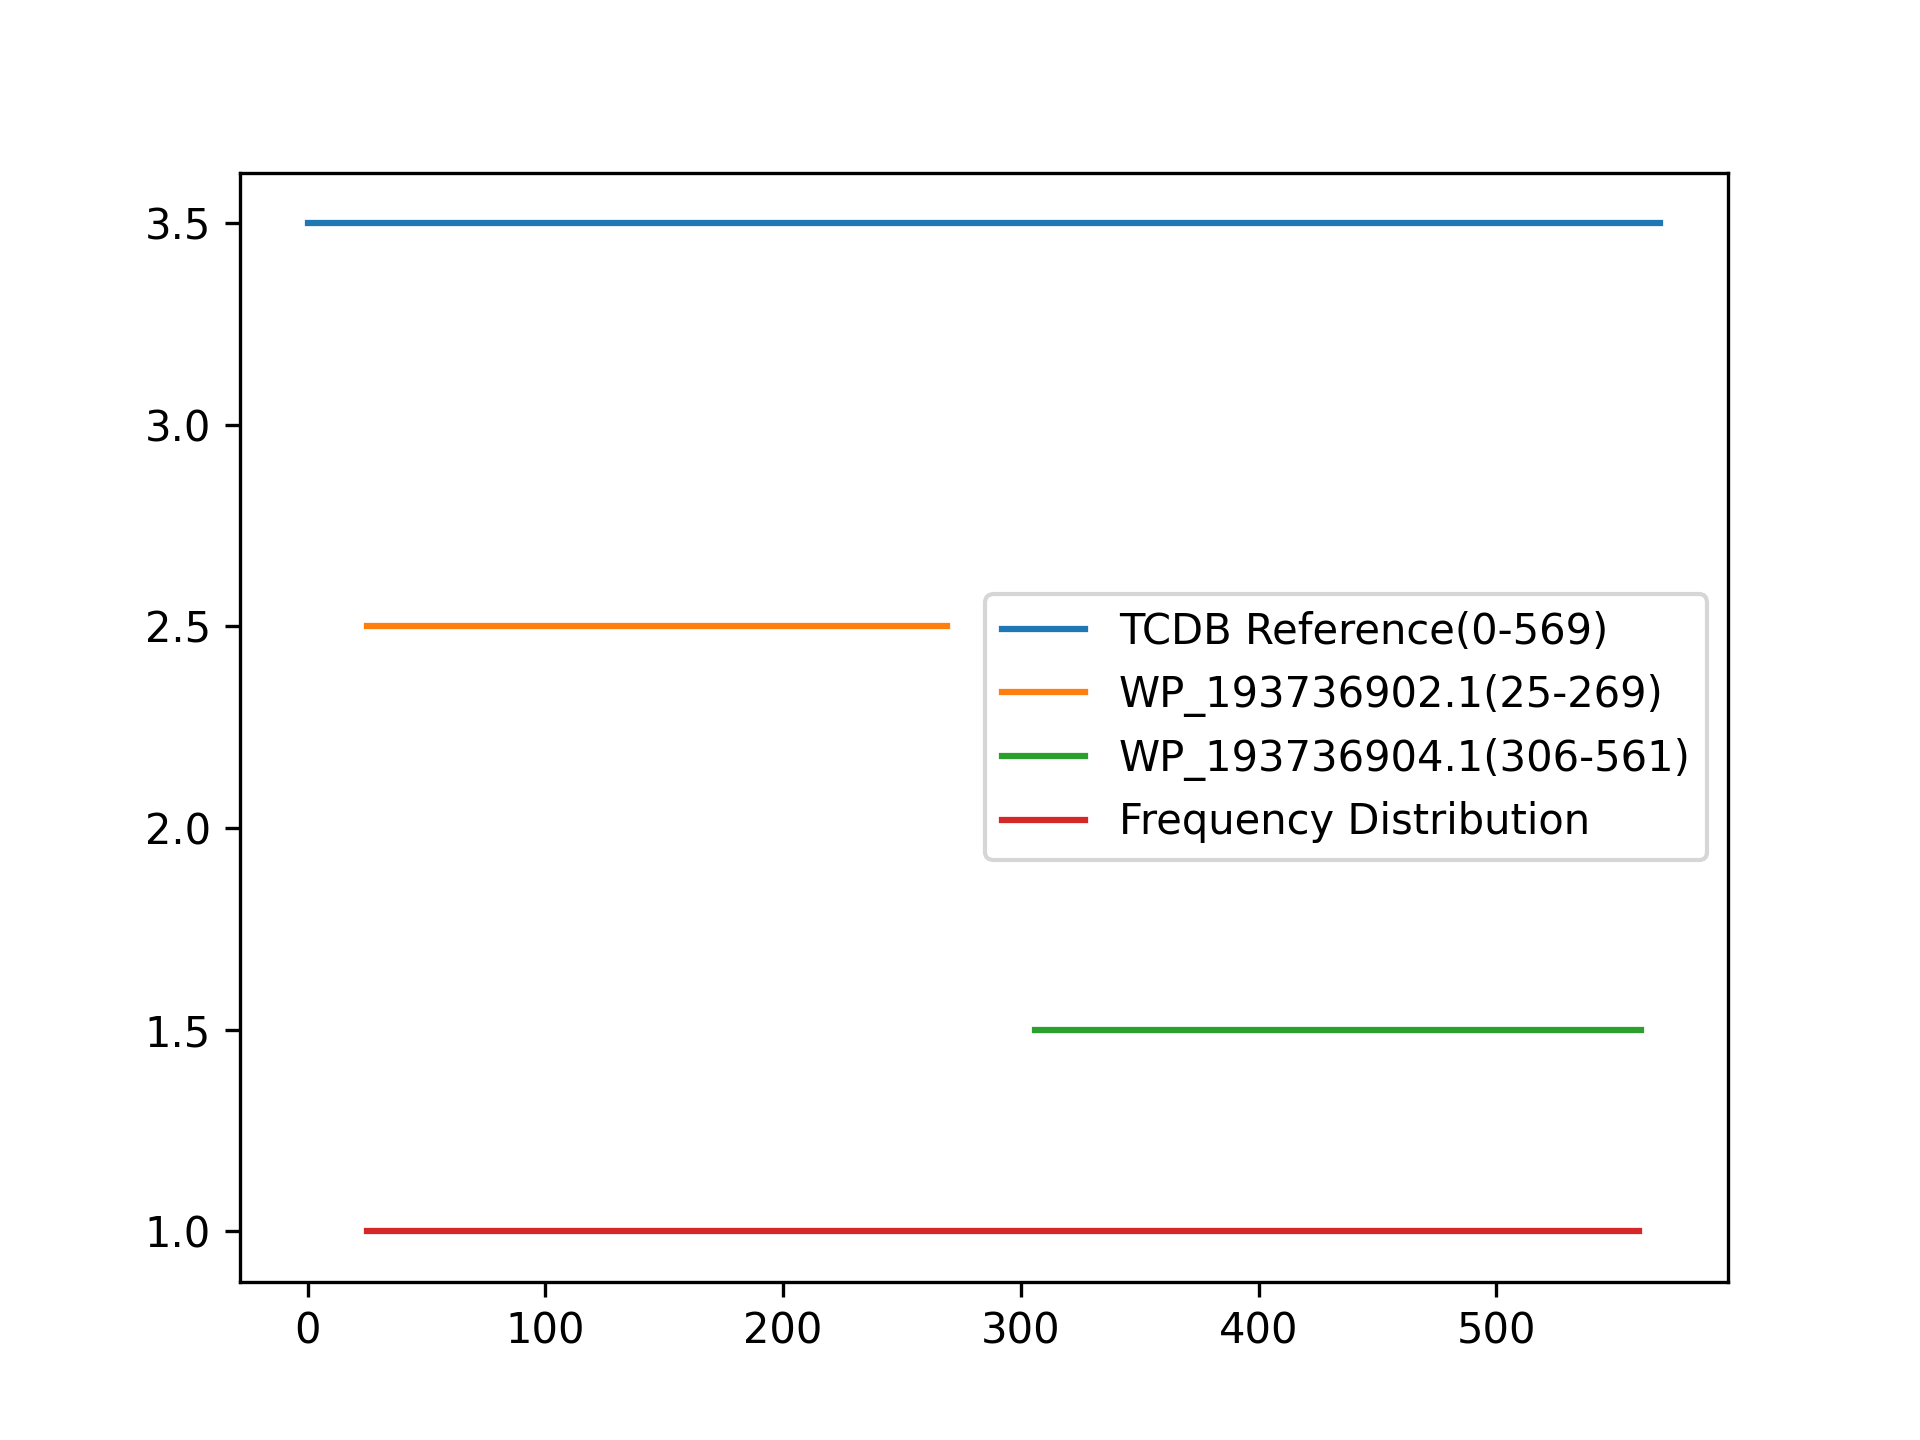 3.5
3.0
2.5
2.0
1.5
1.0
TCDB Reference(0-569)
WP_193736902.1(25-269)
WP_193736904.1(306-561)
Frequency Distribution
0 100 200 300 400 500